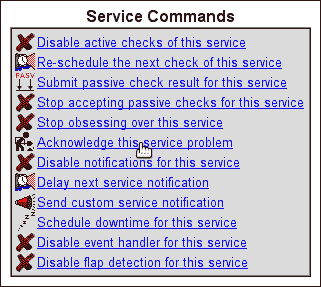 Service Commands
Disable active checks of this service
Re-schedule the next check of this service
PASV
Submit passive check result for this service
Stop accepting passive checks for this service
Stop obsessing over this service
Acknowledge this service problem
Disable notifications for this service
Delay next service notification
Send custom service notification
Schedule downtime for this service
Disable event handler for this service
Disable flap detection for this service